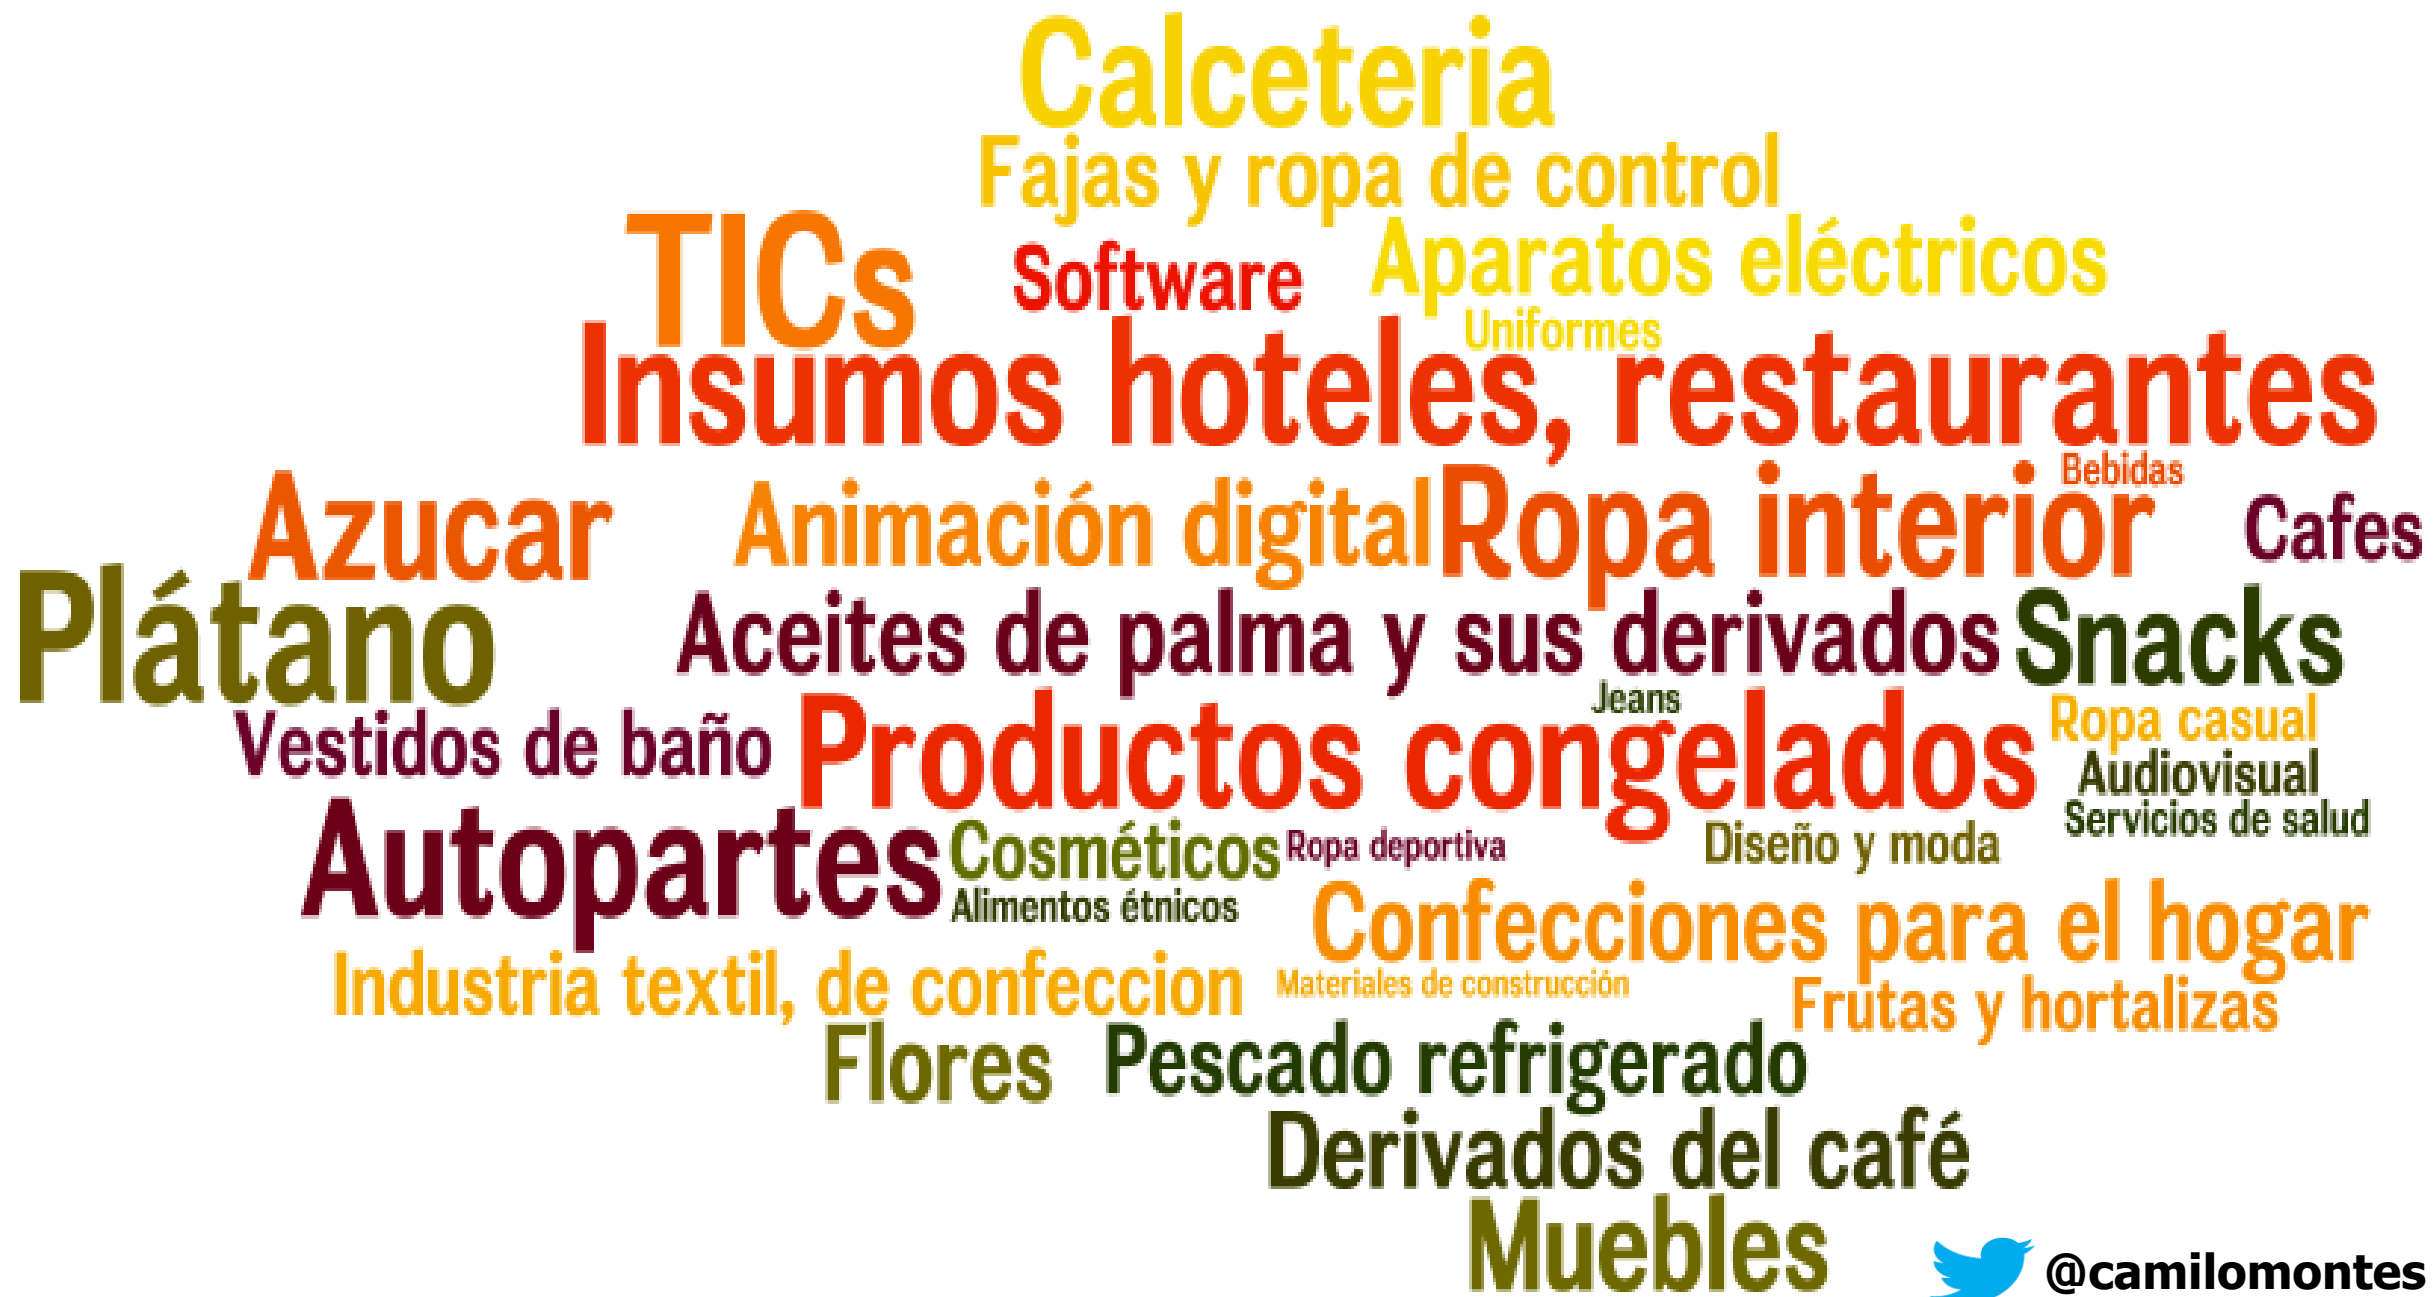 Calceteria
Fajas y ropa de control
TICs
Software
Aparatos eléctricos
Uniformes
Insumos hoteles, restaurantes
Bebidas
Azucar
Animación digital
Ropa interior
Cafes
Plátano
Aceites de palma y sus derivados
Snacks
Jeans
Vestidos de baño
Productos congelados
Ropa casual
Audiovisual
Servicios de salud
Autopartes
Cosméticos
Ropa deportiva
Diseño y moda
Alimentos étnicos
Confecciones para el hogar
Industria textil, de confeccion
Materiales de construcción
Frutas y hortalizas
Flores
Pescado refrigerado
Derivados del café
Muebles
@camilomontes